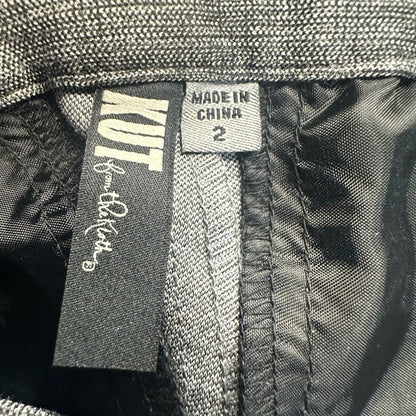 KUT
from the Kloth ®
MADE IN
CHINA
2